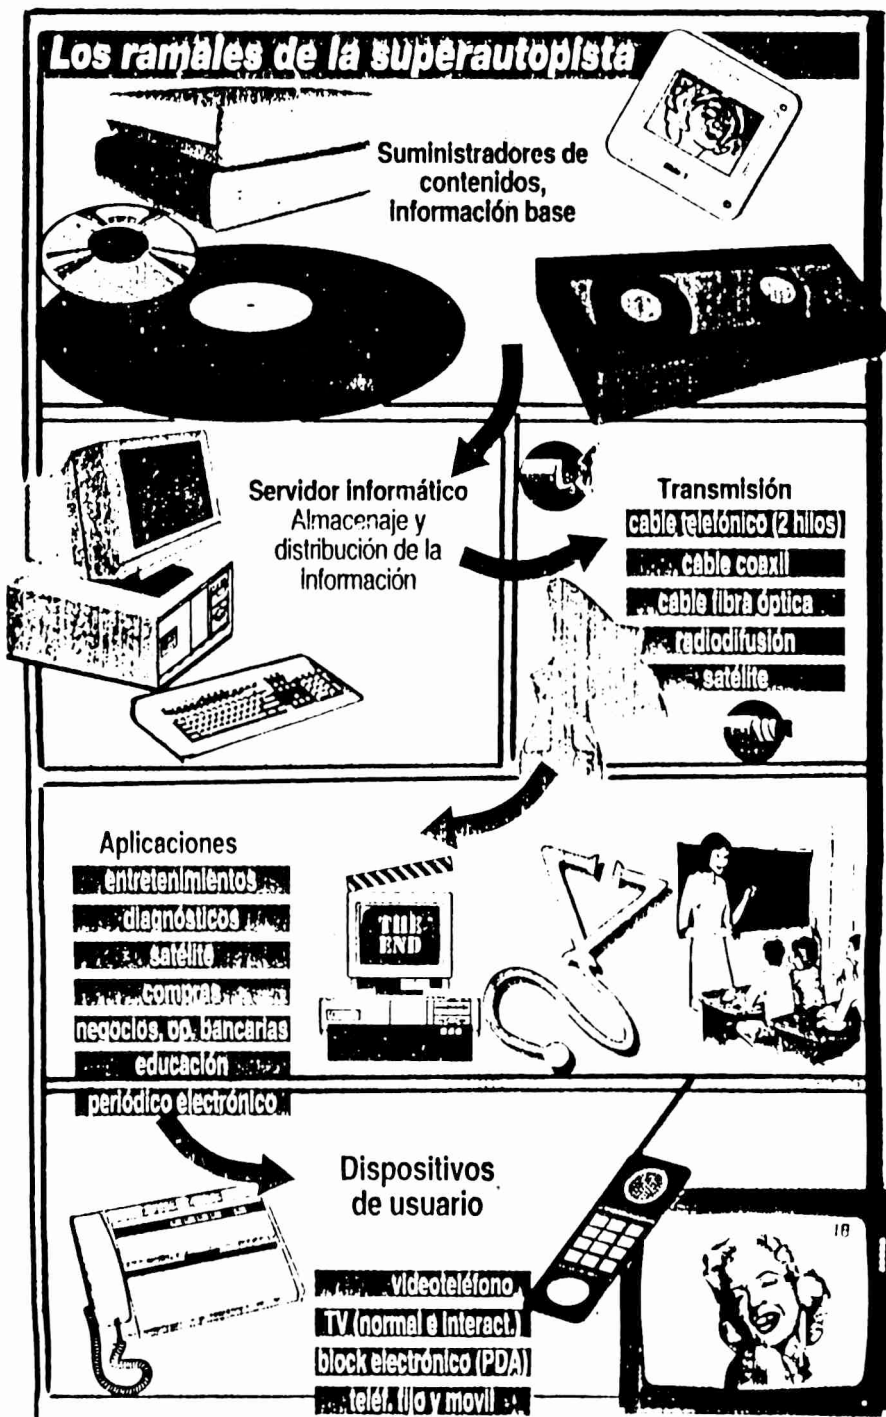 Los ramales de la superautopista
Suministradores de
contenidos,
Información base
Servidor informático
Almacenaje y
distribución de la
Información
Transmisión
cable telefónico (2 hilos)
cable coaxil
cable fibra óptica
radiodifusión
satélite
Aplicaciones
entretenimientos
diagnósticos
satélite
compras
negocios, op. bancarias
educación
periódico electrónico
THE
END
Dispositivos
de usuario
videoteléfono
TV (normal e interact.)
block electrónico (PDA)
teléf. fijo y movil
18